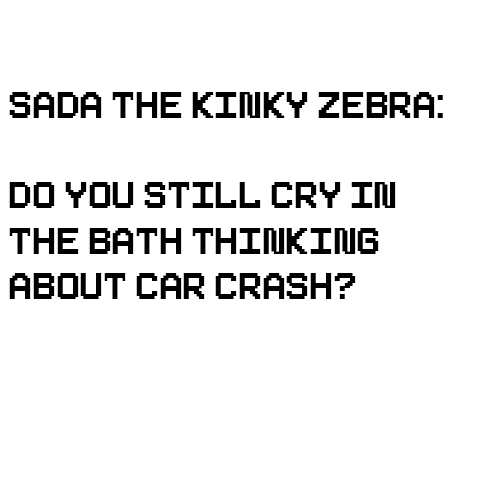 SADA THE KINKY ZEBRA:
DO YOU STILL CRY IN
THE BATH THINKING
ABOUT CAR CRASH?